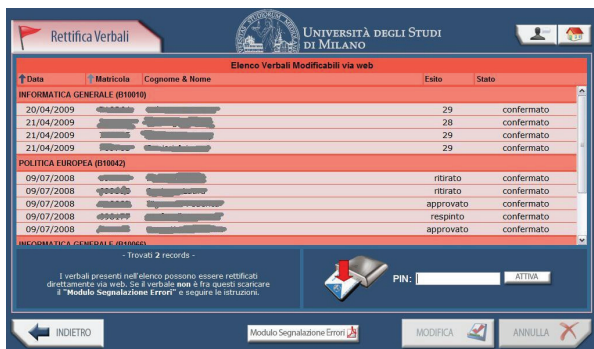 Rettifica Verbali
UNIVERSITÀ DEGLI STUDI
DI MILANO
Elenco Verbali Modificabili via web
Data Matricola Cognome & Nome Esito Stato
INFORMATICA GENERALE (B10010)
20/04/2009 29 confermato
21/04/2009 28 confermato
21/04/2009 29 confermato
21/04/2009 29 confermato
POLITICA EUROPEA (B10042)
09/07/2008 ritirato confermato
09/07/2008 ritirato confermato
09/07/2008 approvato confermato
09/07/2008 respinto confermato
09/07/2008 approvato confermato
INFORMATICA GENERALE (B10066)
- Trovati 2 records -
I verbali presenti nell'elenco possono essere rettificati
direttamente via web. Se il verbale non è fra questi scaricare
il "Modulo Segnalazione Errori" e seguire le istruzioni.
PIN:
ATTIVA
INDIETRO
Modulo Segnalazione Errori
MODIFICA
ANNULLA